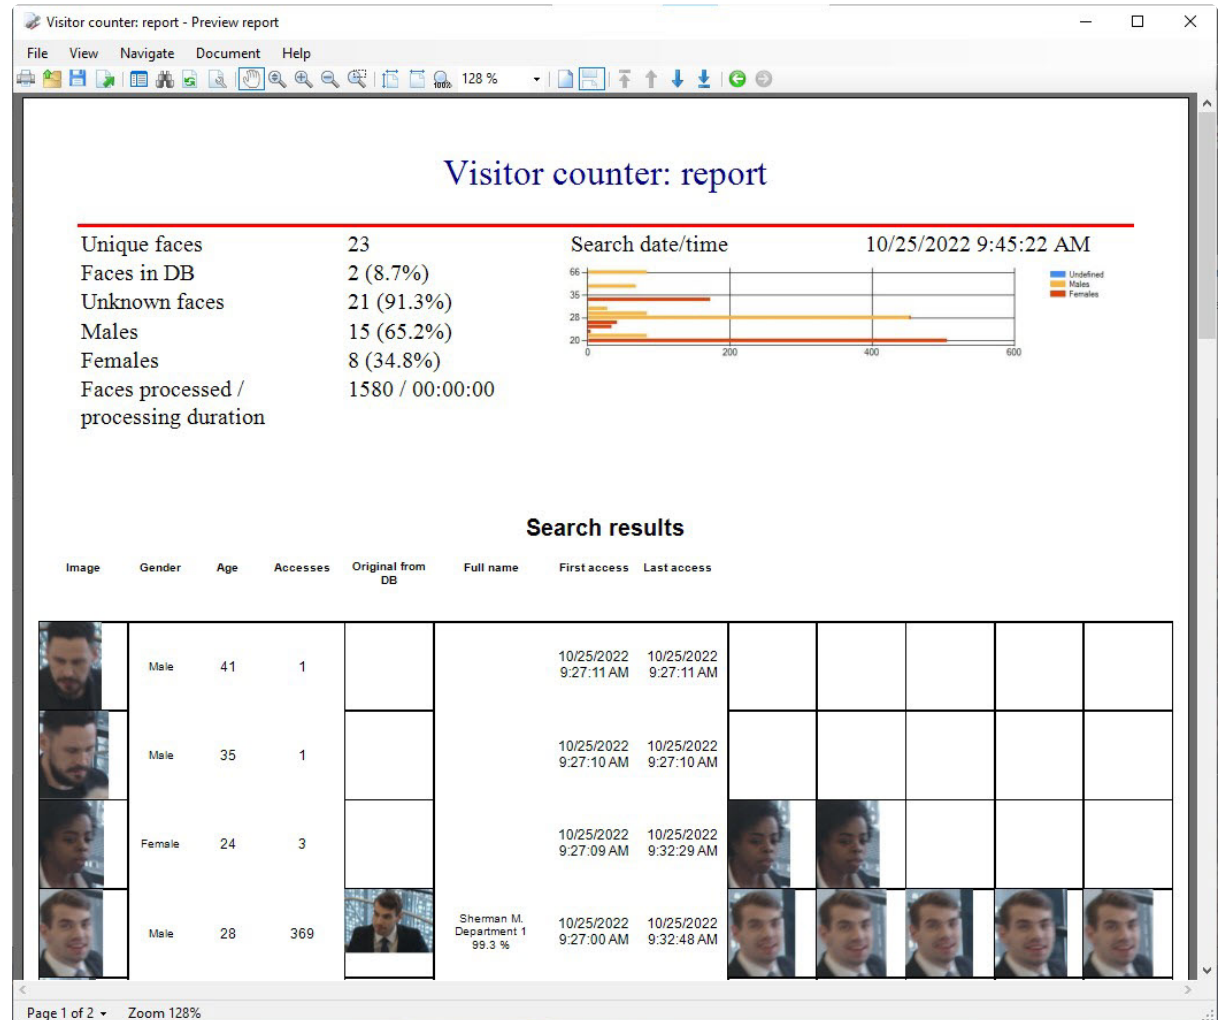 Visitor counter: report - Preview report
File View Navigate Document Help
100% 128 %
Visitor counter: report
Unique faces 23 Search date/time 10/25/2022 9:45:22 AM
Faces in DB 2 (8.7%)
Unknown faces 21 (91.3%)
Males 15 (65.2%)
Females 8 (34.8%)
Faces processed / 1580 / 00:00:00
processing duration
66
35
28
20
0 200 400 600
Undefined
Males
Females
Search results
Image Gender Age Accesses Original from Full name First access Last access
DB
Male 41 1 10/25/2022 10/25/2022
9:27:11 AM 9:27:11 AM
Male 35 1 10/25/2022 10/25/2022
9:27:10 AM 9:27:10 AM
Female 24 3 10/25/2022 10/25/2022
9:27:09 AM 9:32:29 AM
Male 28 369 Sherman M. 10/25/2022 10/25/2022
Department 1 9:27:00 AM 9:32:48 AM
99.3 %
Page 1 of 2 Zoom 128%